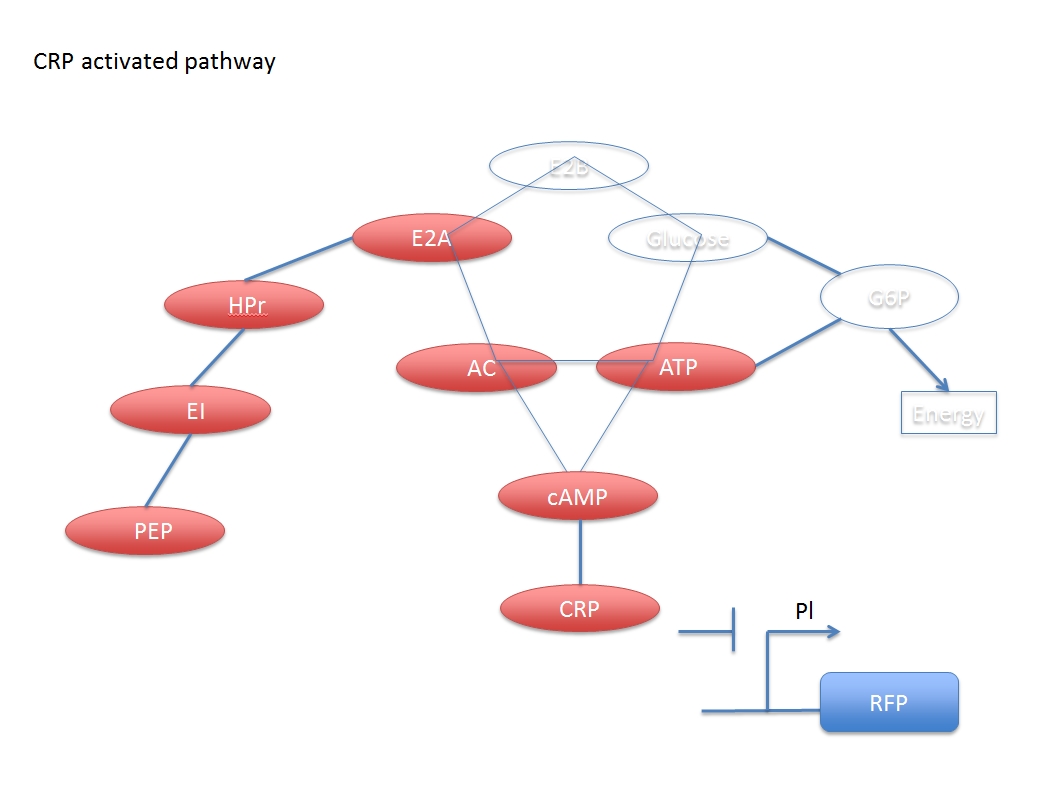 CRP activated pathway
E2B
E2A
Glucose
HPr
G6P
AC
ATP
EI
Energy
cAMP
PEP
CRP
Pl
RFP